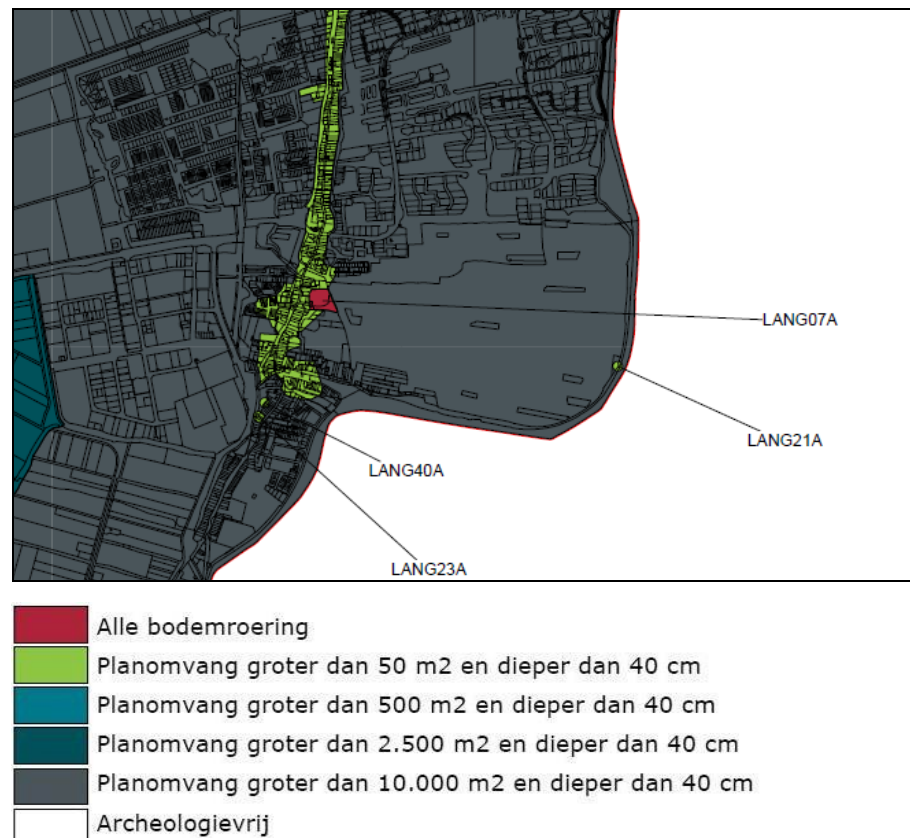 LANG07A
LANG21A
LANG40A
LANG23A
Alle bodemroering
Planomvang groter dan 50 m2 en dieper dan 40 cm
Planomvang groter dan 500 m2 en dieper dan 40 cm
Planomvang groter dan 2.500 m2 en dieper dan 40 cm
Planomvang groter dan 10.000 m2 en dieper dan 40 cm
Archeologievrij